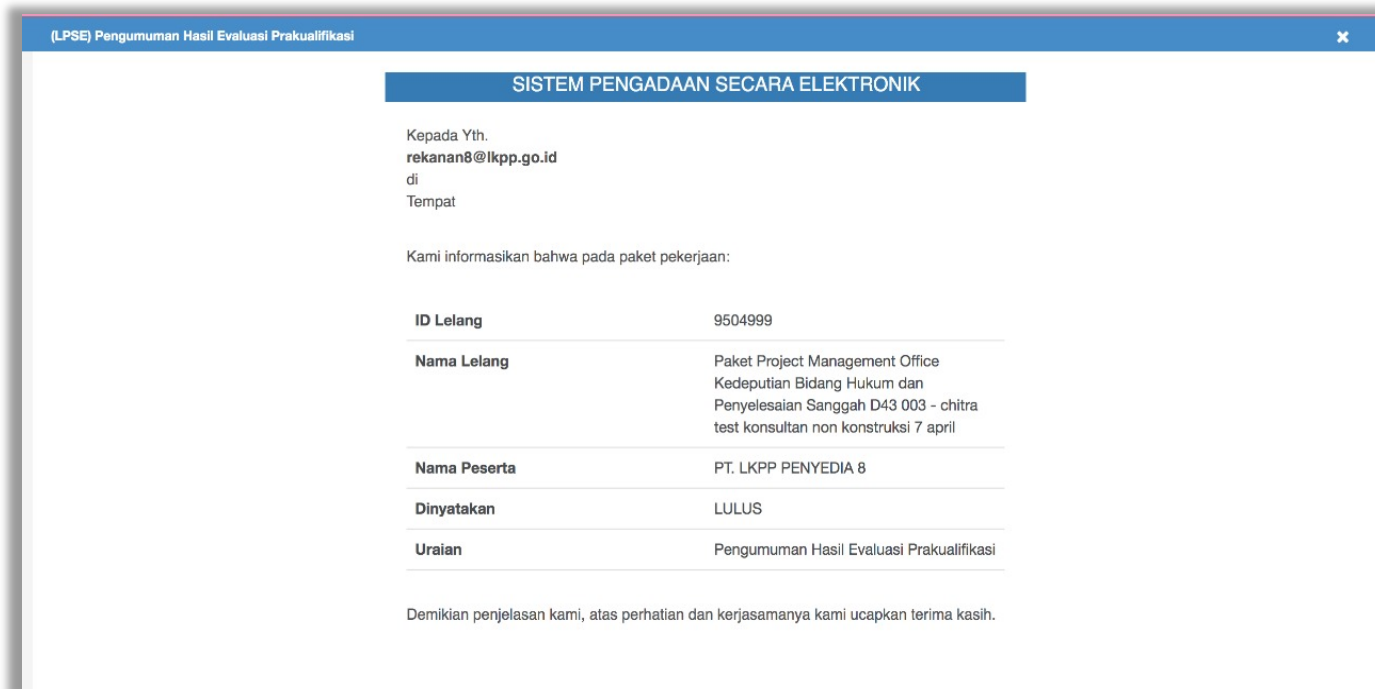 (LPSE) Pengumuman Hasil Evaluasi Prakualifikasi
SISTEM PENGADAAN SECARA ELEKTRONIK
Kepada Yth.
rekanan8@lkpp.go.id
di
Tempat
Kami informasikan bahwa pada paket pekerjaan:
ID Lelang 9504999
Nama Lelang Paket Project Management Office
Kedeputian Bidang Hukum dan
Penyelesaian Sanggah D43 003 - chitra
test konsultan non konstruksi 7 april
Nama Peserta PT. LKPP PENYEDIA 8
Dinyatakan LULUS
Uraian Pengumuman Hasil Evaluasi Prakualifikasi
Demikian penjelasan kami, atas perhatian dan kerjasamanya kami ucapkan terima kasih.